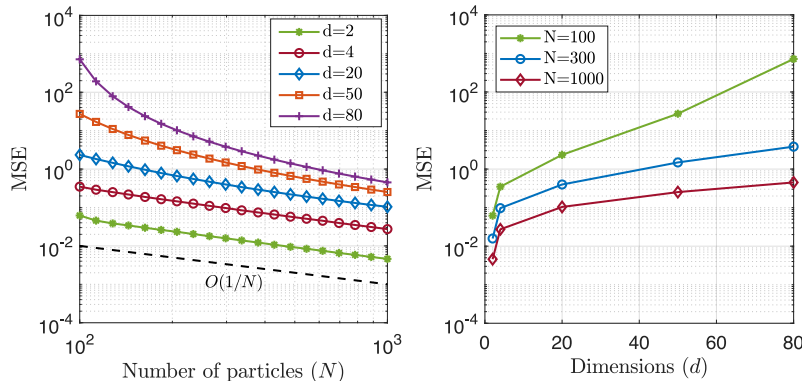 10^4
10^2
10^0
10^-2
10^-4
MSE
d=2
d=4
d=20
d=50
d=80
O(1/N)
10^2
10^3
Number of particles (N)
10^4
10^2
10^0
10^-2
10^-4
MSE
N=100
N=300
N=1000
0
20
40
60
80
Dimensions (d)